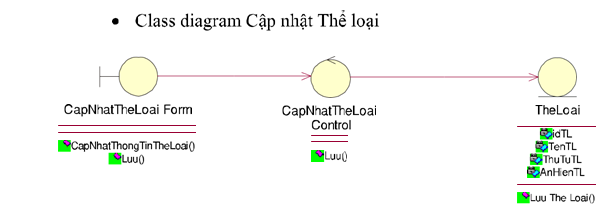 • Class diagram Cập nhật Thể loại
CapNhatTheLoai Form
CapNhatThongTinTheLoai()
Luu()
CapNhatTheLoai
Control
Luu()
TheLoai
idTL
TenTL
ThuTuTL
AnHienTL
Luu The Loai()